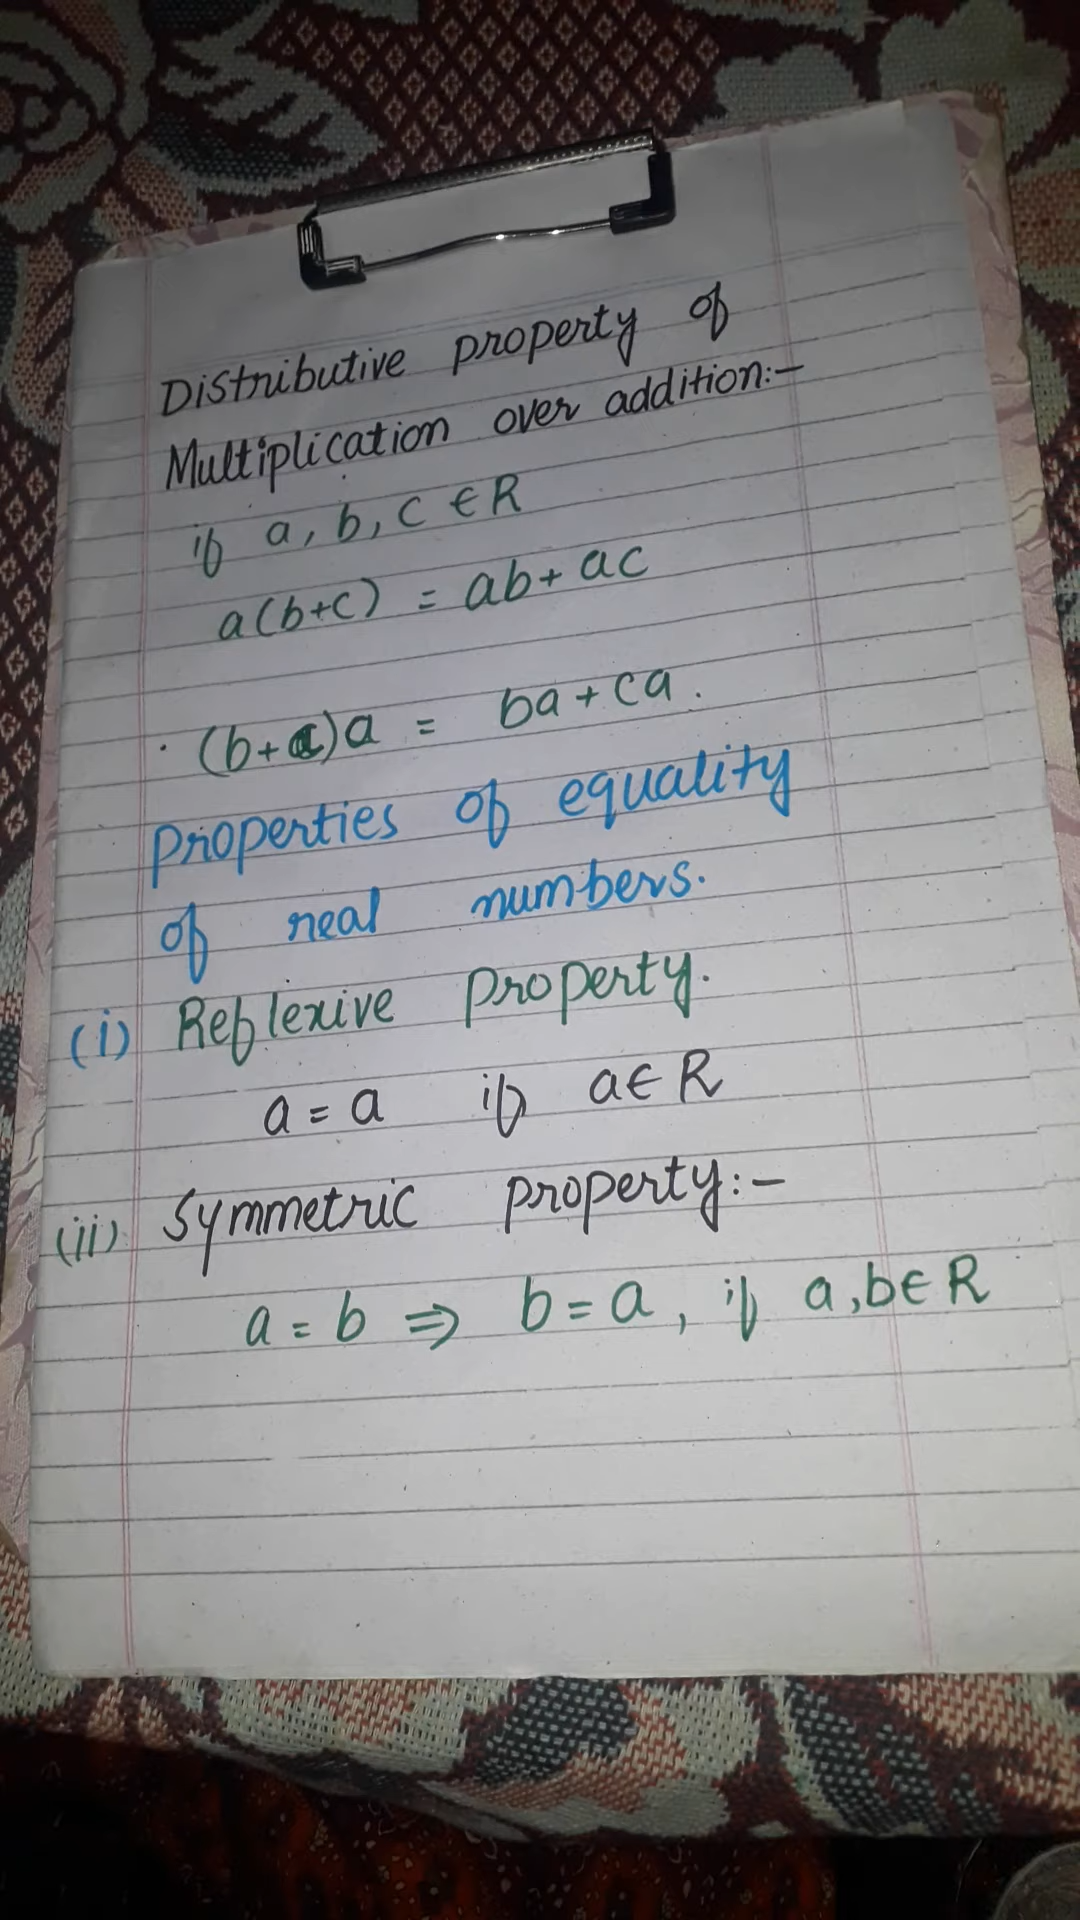 Distributive property of
Multiplication over addition:-
if a, b, c ∈ R
a(b+c) = ab + ac
(b+c)a = ba + ca.
Properties of equality
of real numbers.
(i) Reflexive Property.
a = a if a ∈ R
(ii) Symmetric property:-
a = b ⇒ b = a, if a, b ∈ R